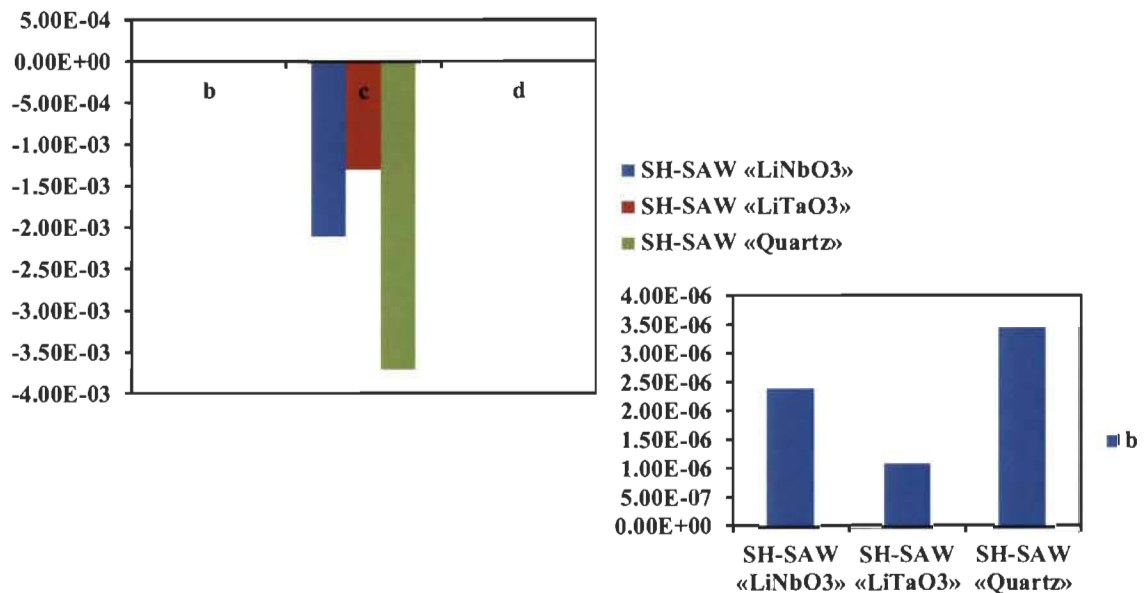 5.00E-04
0.00E+00
b c d
-5.00E-04
-1.00E-03
-1.50E-03
-2.00E-03
-2.50E-03
-3.00E-03
-3.50E-03
-4.00E-03
SH-SAW «LiNbO3»
SH-SAW «LiTaO3»
SH-SAW «Quartz»
4.00E-06
3.50E-06
3.00E-06
2.50E-06
2.00E-06
1.50E-06
1.00E-06
5.00E-07
0.00E+00
b
SH-SAW SH-SAW SH-SAW
«LiNbO3» «LiTaO3» «Quartz»